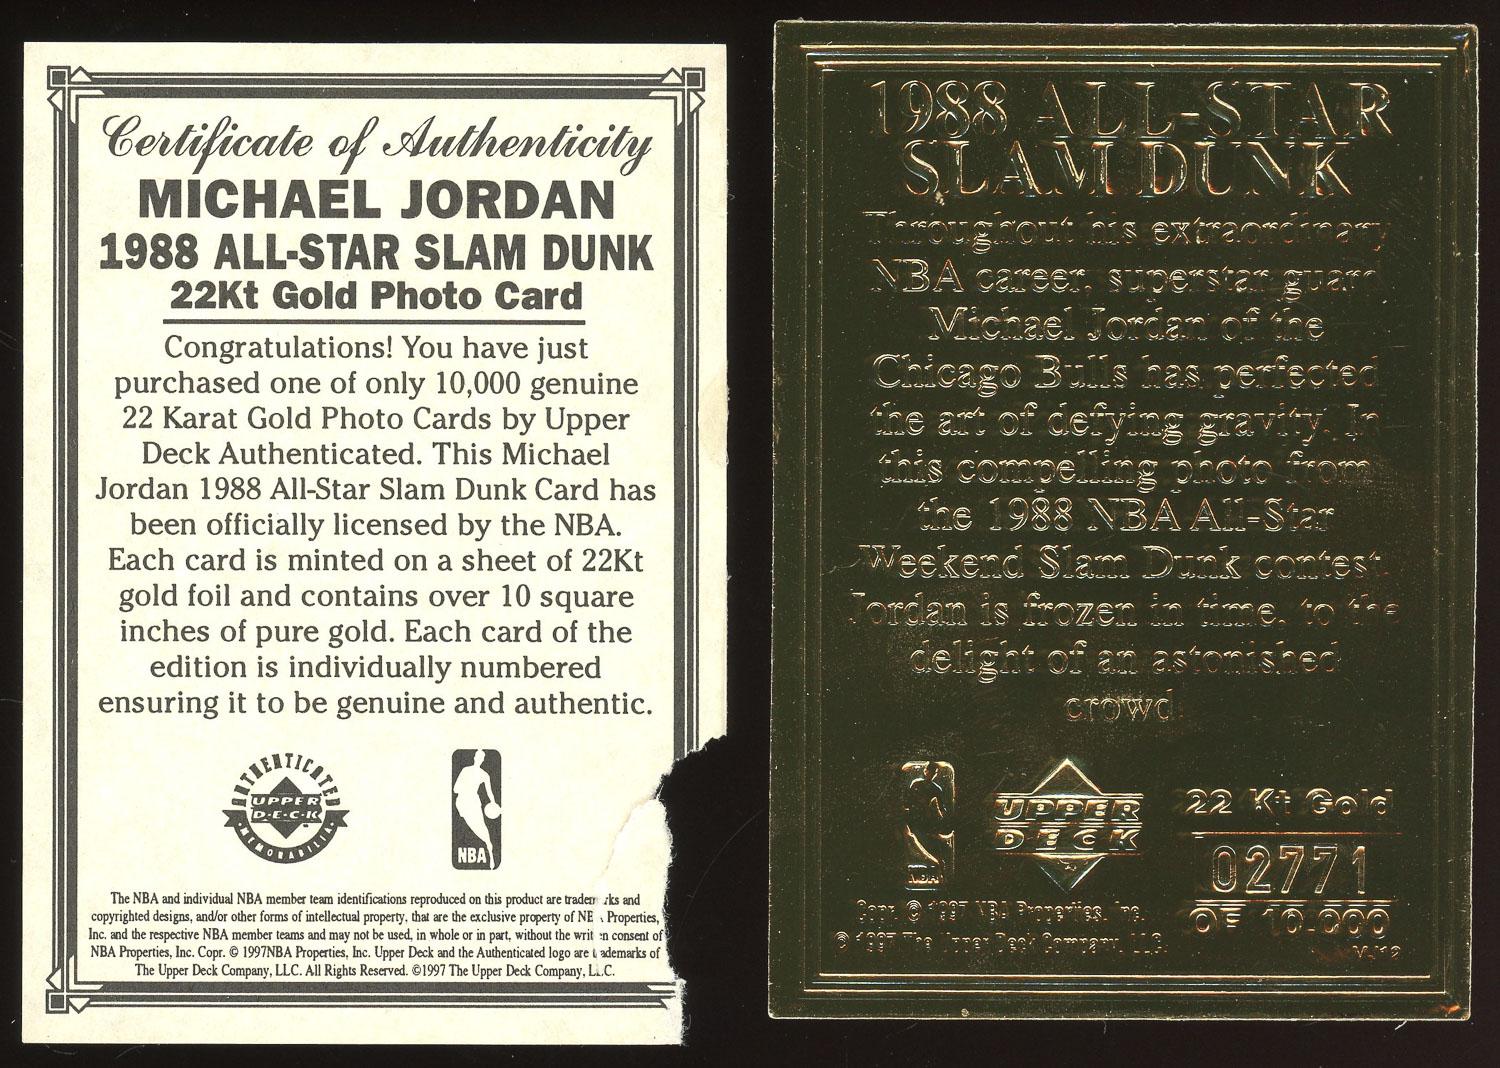 Certificate of Authenticity
MICHAEL JORDAN
1988 ALL-STAR SLAM DUNK
22Kt Gold Photo Card
Congratulations! You have just
purchased one of only 10,000 genuine
22 Karat Gold Photo Cards by Upper
Deck Authenticated. This Michael
Jordan 1988 All-Star Slam Dunk Card has
been officially licensed by the NBA.
Each card is minted on a sheet of 22Kt
gold foil and contains over 10 square
inches of pure gold. Each card of the
edition is individually numbered
ensuring it to be genuine and authentic.
AUTHENTICATED
UPPER
D·E·C·K
MEMORABILIA
NBA
The NBA and individual NBA member team identifications reproduced on this product are trademarks and
copyrighted designs, and/or other forms of intellectual property, that are the exclusive property of NBA Properties,
Inc. and the respective NBA member teams and may not be used, in whole or in part, without the written consent of
NBA Properties, Inc. Copr. © 1997NBA Properties, Inc. Upper Deck and the Authenticated logo are trademarks of
The Upper Deck Company, LLC. All Rights Reserved. ©1997 The Upper Deck Company, LLC.
1988 ALL-STAR
SLAM DUNK
Throughout his extraordinary
NBA career, superstar guard
Michael Jordan of the
Chicago Bulls has perfected
the art of defying gravity. In
this compelling photo from
the 1988 NBA All-Star
Weekend Slam Dunk contest,
Jordan is frozen in time, to the
delight of an astonished
crowd.
NBA
UPPER
DECK
22 Kt Gold
02771
OF 10,000
Copr. © 1997 NBA Properties, Inc.
© 1997 The Upper Deck Company, LLC.
MJ12